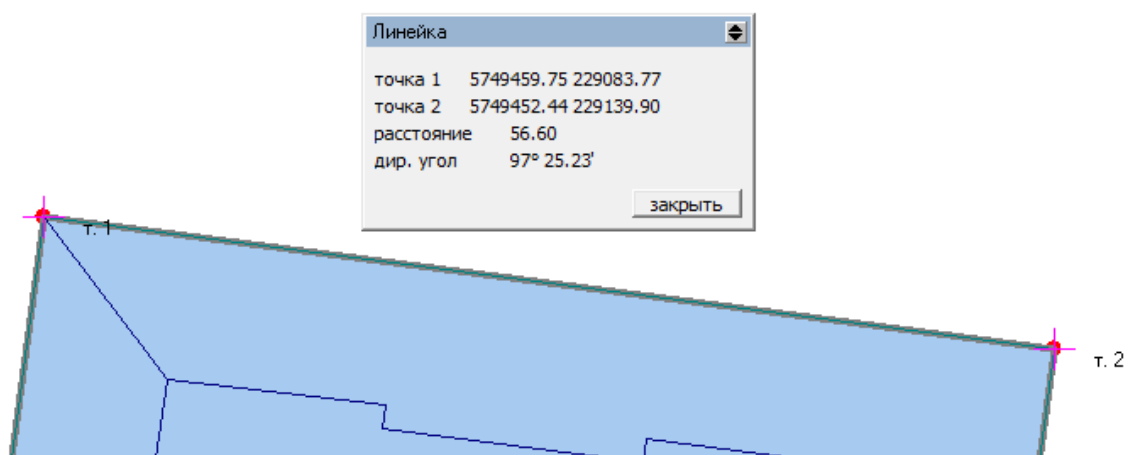 Линейка
точка 1 5749459.75 229083.77
точка 2 5749452.44 229139.90
расстояние 56.60
дир. угол 97° 25.23'
закрыть
т. 1
т. 2